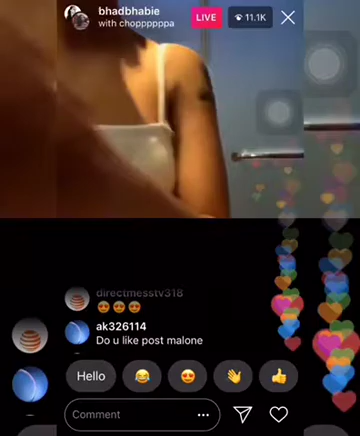 bhadbhabie
with choppppppa
LIVE
11.1K
directmesstv318
😍😍😍
ak326114
Do u like post malone
Hello 😂 😍 👋 👍
Comment